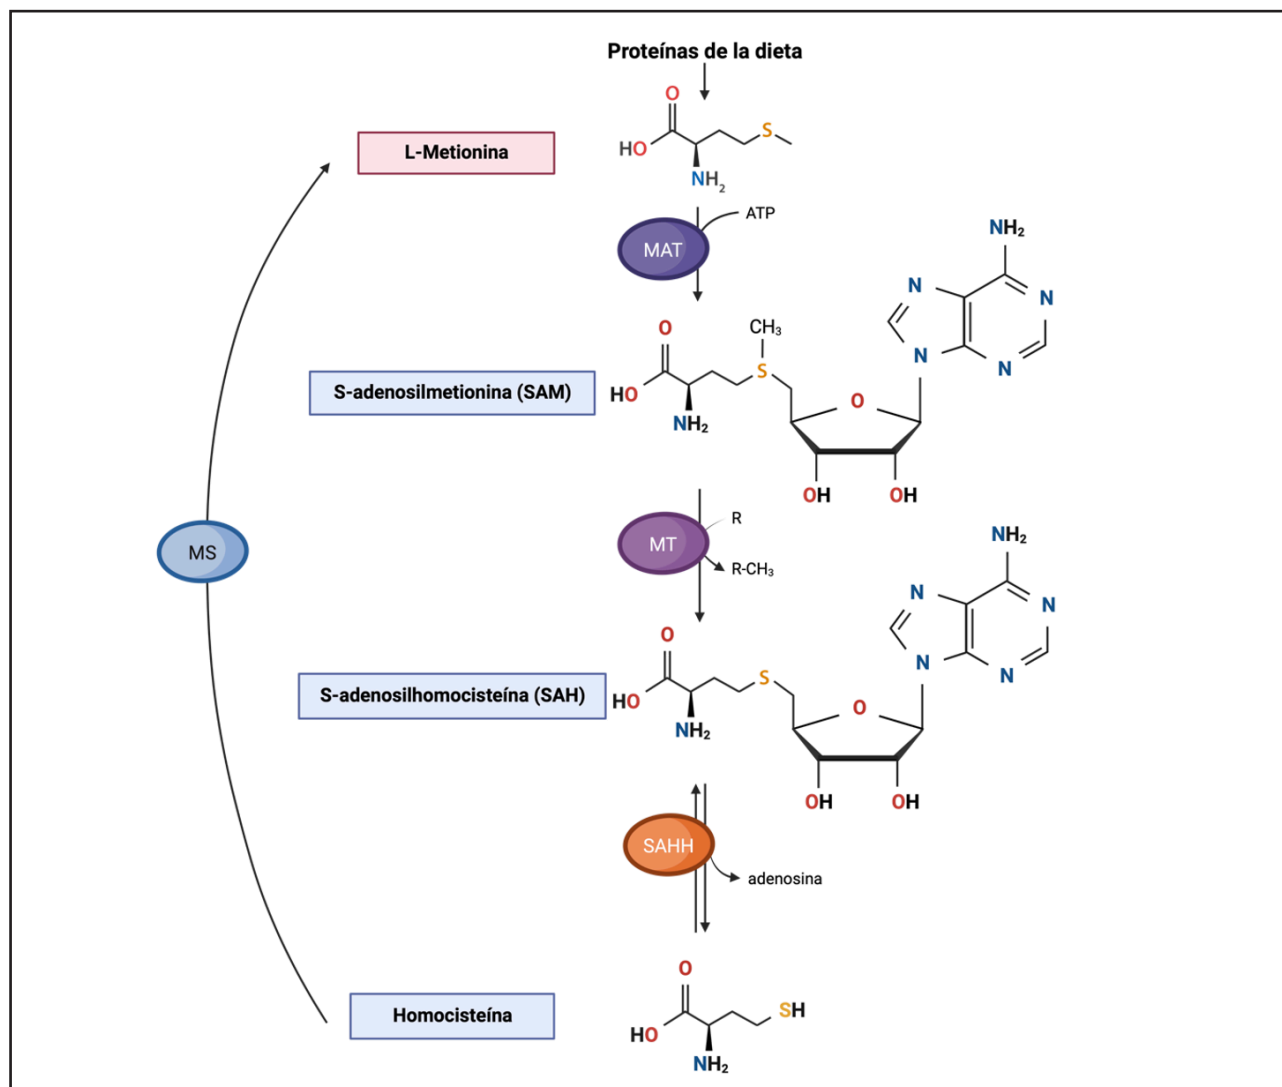 Proteínas de la dieta
O
S
HO
NH₂
L-Metionina
ATP
MAT
NH₂
N
N
N
N
O
CH₃
S
HO
NH₂
O
OH
OH
S-adenosilmetionina (SAM)
R
MT
R-CH₃
MS
NH₂
N
N
N
N
O
S
HO
NH₂
O
OH
OH
S-adenosilhomocisteína (SAH)
SAHH
adenosina
O
SH
HO
NH₂
Homocisteína